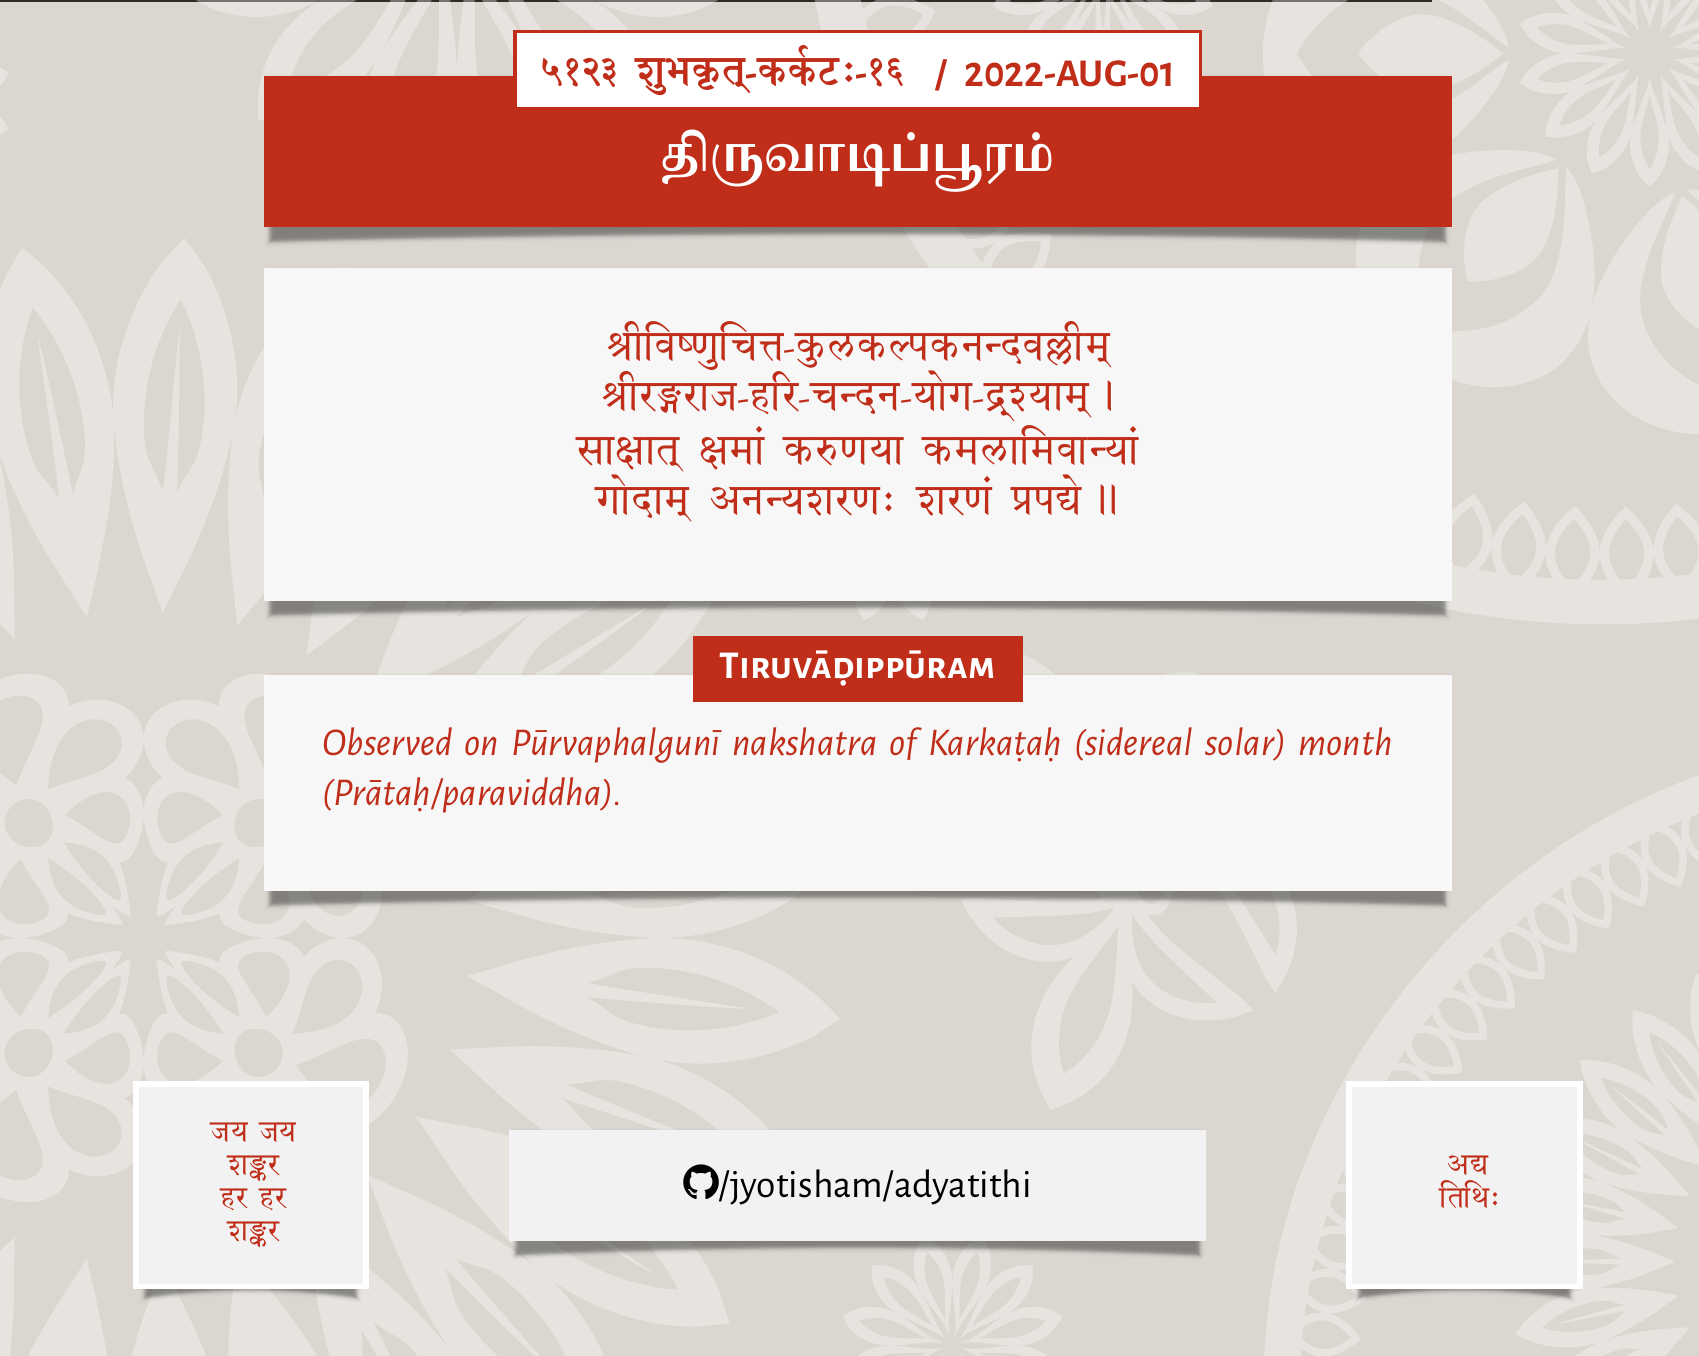 ५१२३ शुभकृत्-कर्कटः-१६ / 2022-AUG-01
திருவாடிப்பூரம்
श्रीविष्णुचित्त-कुलकल्पकनन्दवल्लीम्
श्रीरङ्गराज-हरि-चन्दन-योग-दृश्याम् ।
साक्षात् क्षमां करुणया कमलामिवान्यां
गोदाम् अनन्यशरणः शरणं प्रपद्ये ॥
Tiruvāḍippūram
Observed on Pūrvaphalgunī nakshatra of Karkaṭaḥ (sidereal solar) month
(Prātaḥ/paraviddha).
जय जय
शङ्कर
हर हर
शङ्कर
/jyotisham/adyatithi
अद्य
तिथिः